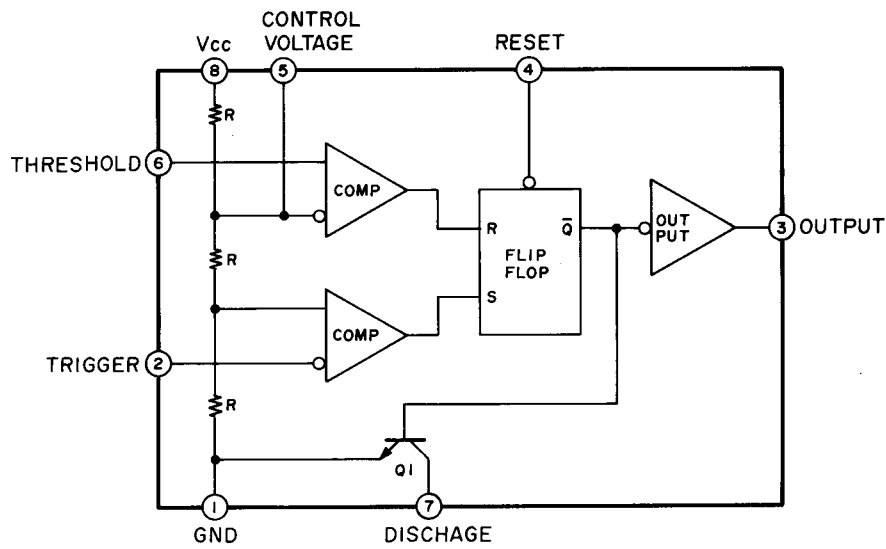 CONTROL
Vcc VOLTAGE RESET
8 5 4
R
THRESHOLD 6
COMP
R
OUT
PUT
Q̅
3 OUTPUT
FLIP
FLOP
R
S
COMP
TRIGGER 2
R
Q1
1 7
GND DISCHAGE